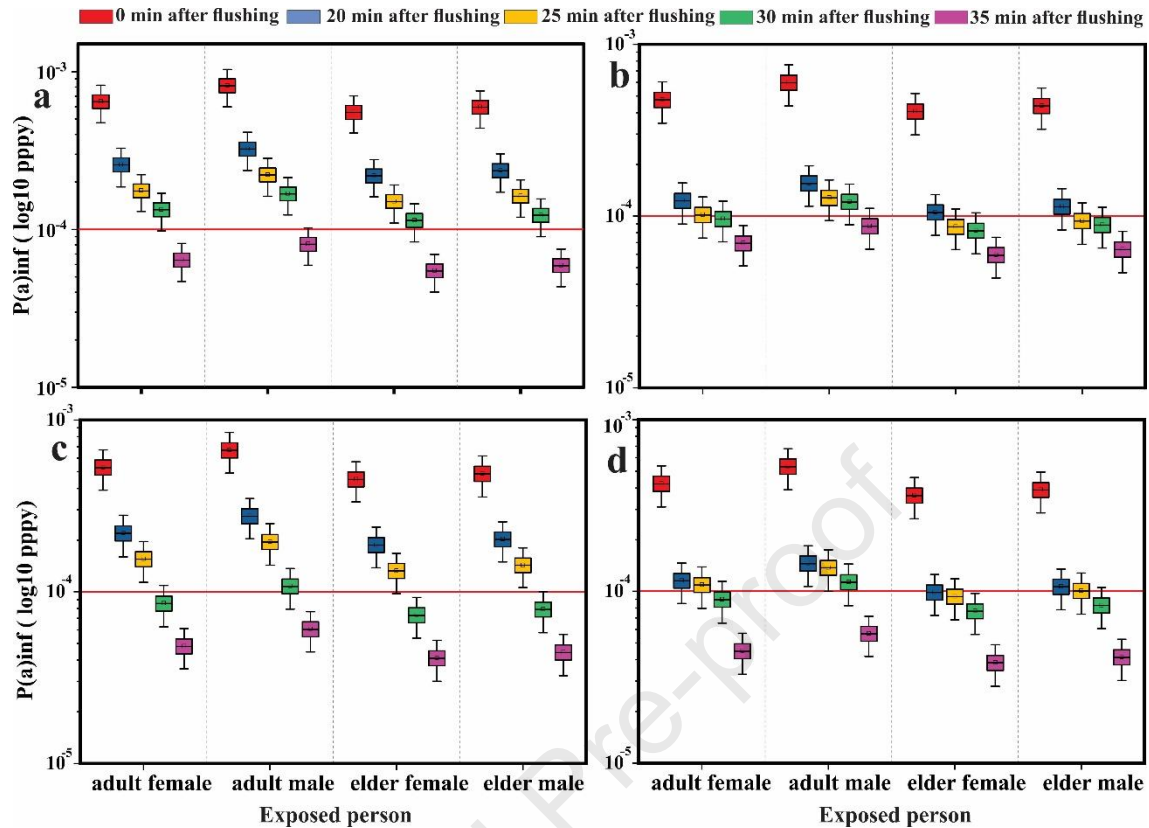 0 min after flushing 20 min after flushing 25 min after flushing 30 min after flushing 35 min after flushing
a
b
10-3
10-3
P(a)inf ( log10 pppy)
10-4
10-4
10-5
10-5
c
d
10-3
10-3
P(a)inf ( log10 pppy)
10-4
10-4
10-5
10-5
adult female adult male elder female elder male
adult female adult male elder female elder male
Exposed person
Exposed person
Pre-proof